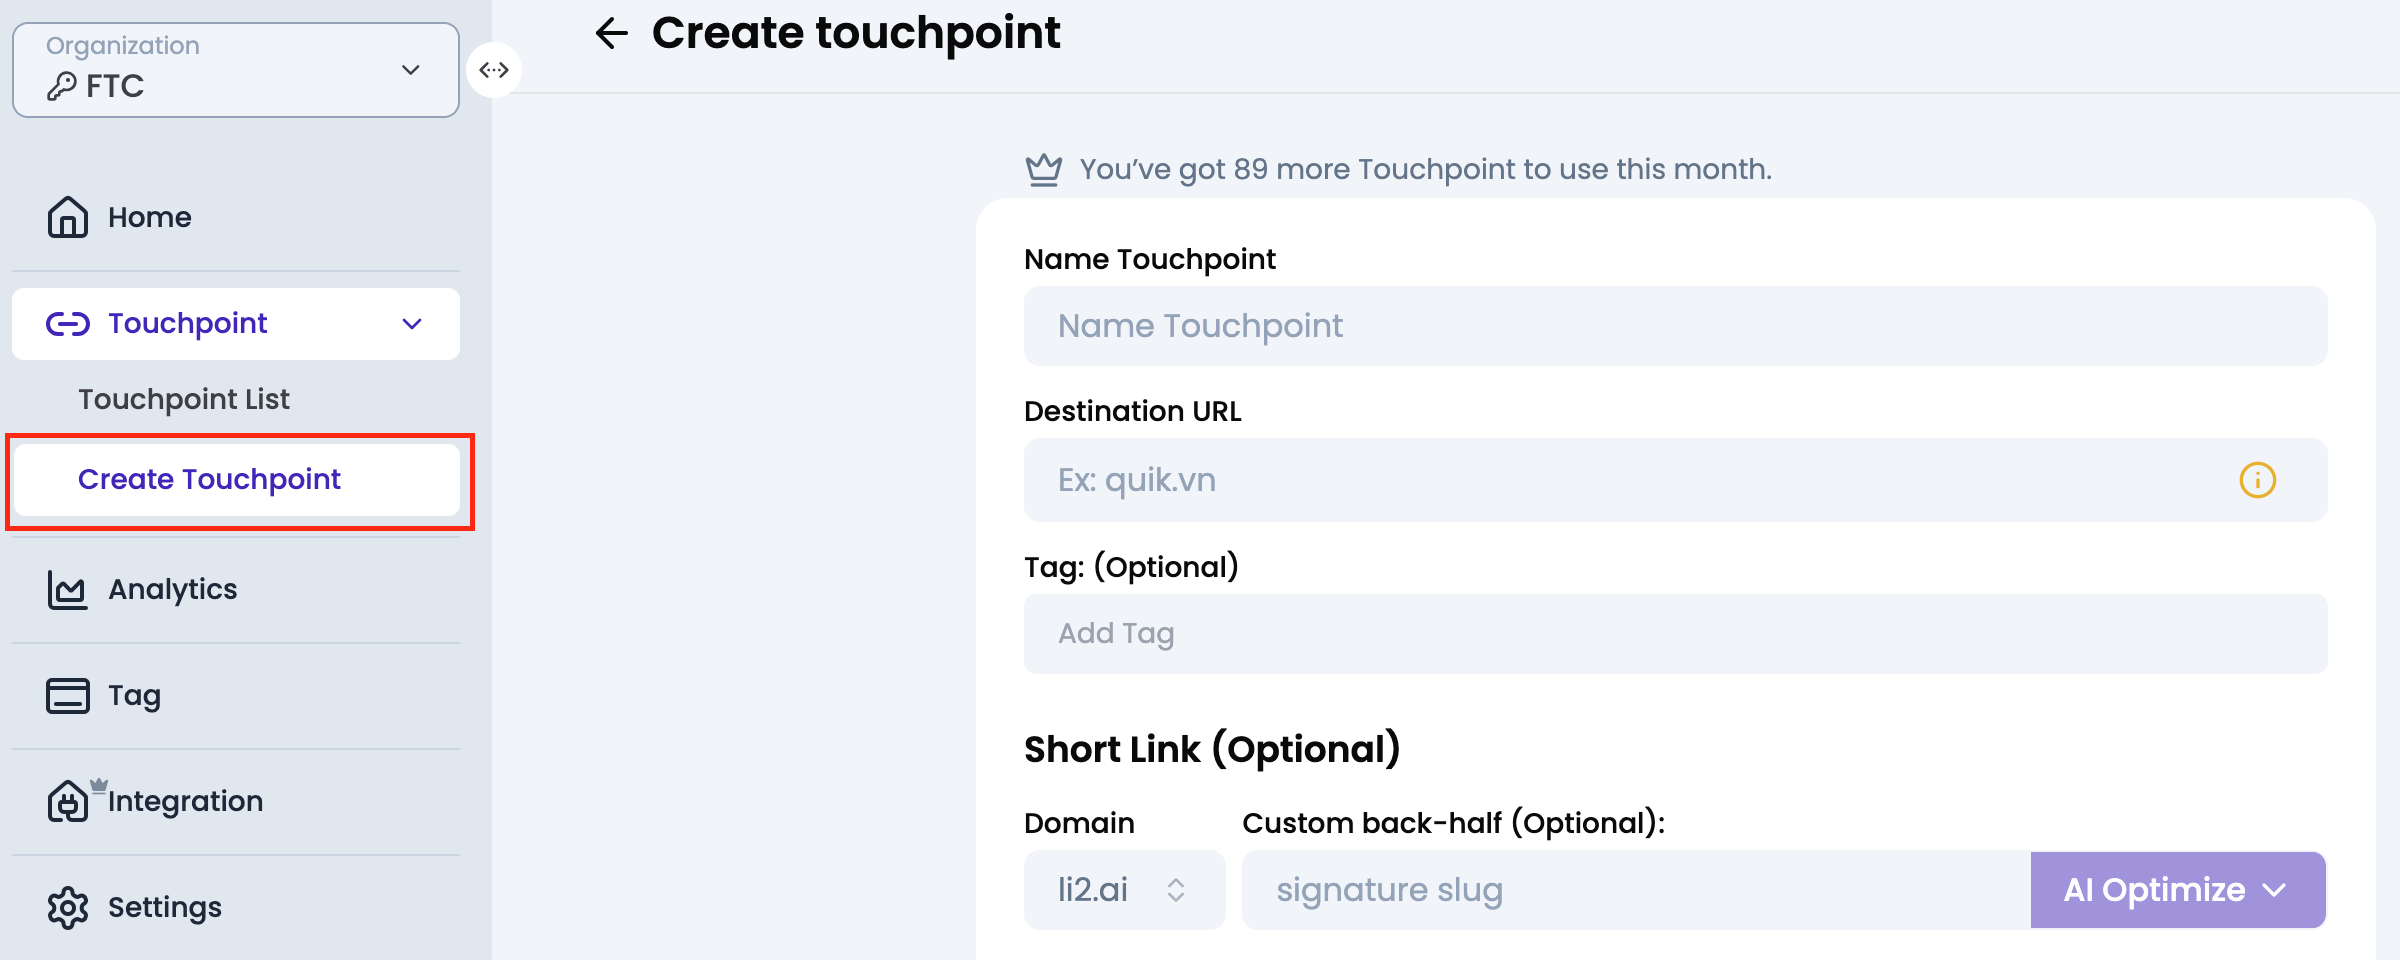 Organization
FTC
Home
Touchpoint
Touchpoint List
Create Touchpoint
Analytics
Tag
Integration
Settings
Create touchpoint
You’ve got 89 more Touchpoint to use this month.
Name Touchpoint
Name Touchpoint
Destination URL
Ex: quik.vn
Tag: (Optional)
Add Tag
Short Link (Optional)
Domain
li2.ai
Custom back-half (Optional):
signature slug
AI Optimize